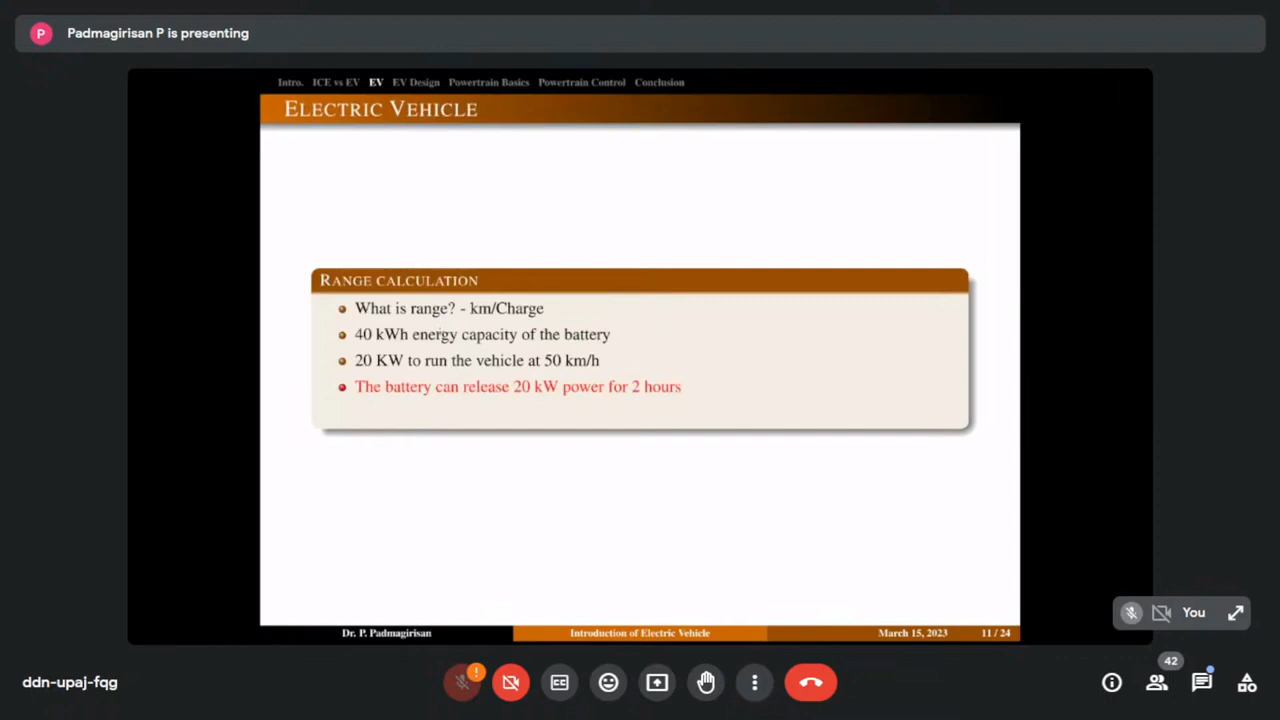 P Padmagirisan P is presenting
Intro. ICE vs EV EV EV Design Powertrain Basics Powertrain Control Conclusion
ELECTRIC VEHICLE
RANGE CALCULATION
What is range? - km/Charge
40 kWh energy capacity of the battery
20 KW to run the vehicle at 50 km/h
The battery can release 20 kW power for 2 hours
You
Dr. P. Padmagirisan Introduction of Electric Vehicle March 15, 2023 11 / 24
42
ddn-upaj-fqg